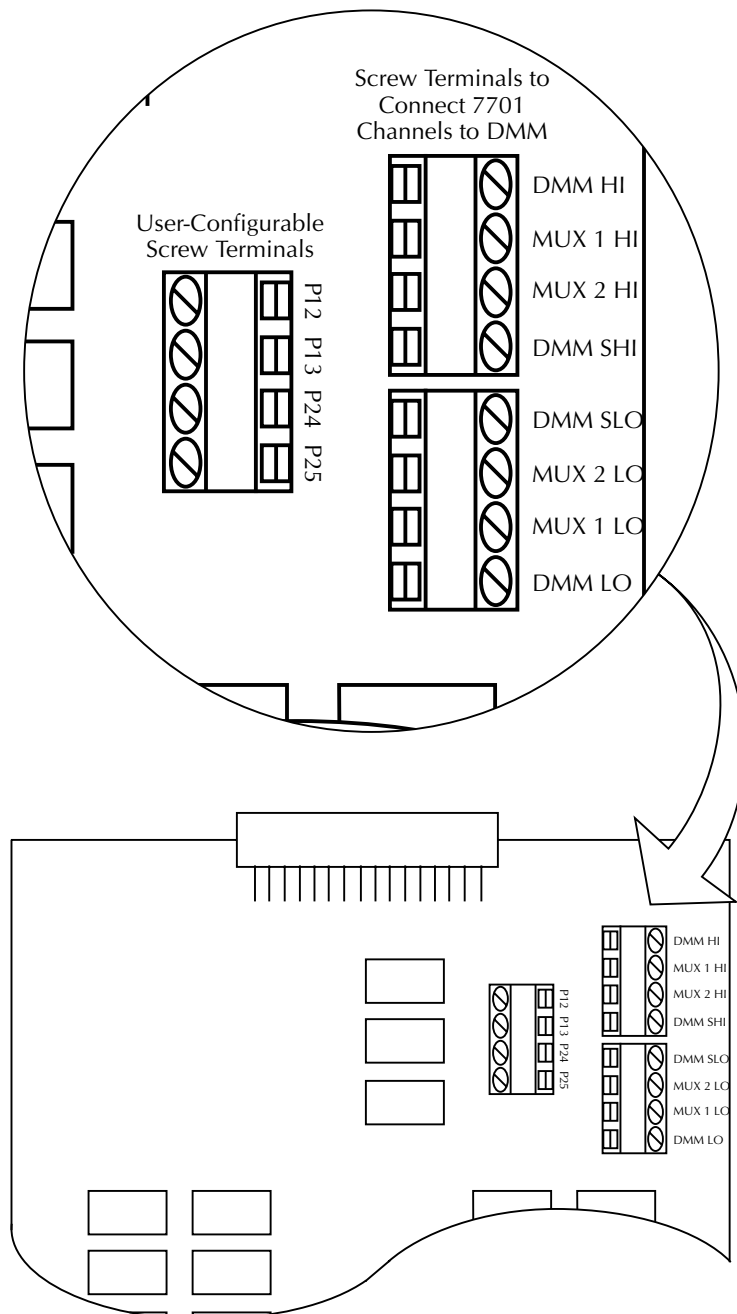 Screw Terminals to
Connect 7701
Channels to DMM
DMM HI
MUX 1 HI
MUX 2 HI
DMM SHI
DMM SLO
MUX 2 LO
MUX 1 LO
DMM LO
User-Configurable
Screw Terminals
P12
P13
P24
P25
DMM HI
MUX 1 HI
MUX 2 HI
DMM SHI
DMM SLO
MUX 2 LO
MUX 1 LO
DMM LO
P12
P13
P24
P25